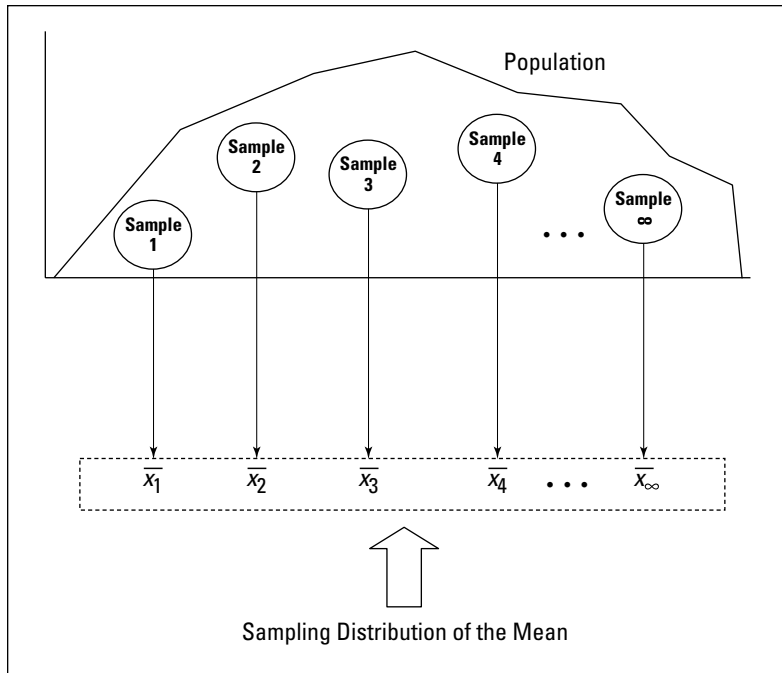 Population
Sample
1
Sample
2
Sample
3
Sample
4
• • •
Sample
∞
x̅₁ x̅₂ x̅₃ x̅₄ • • • x̅∞
Sampling Distribution of the Mean